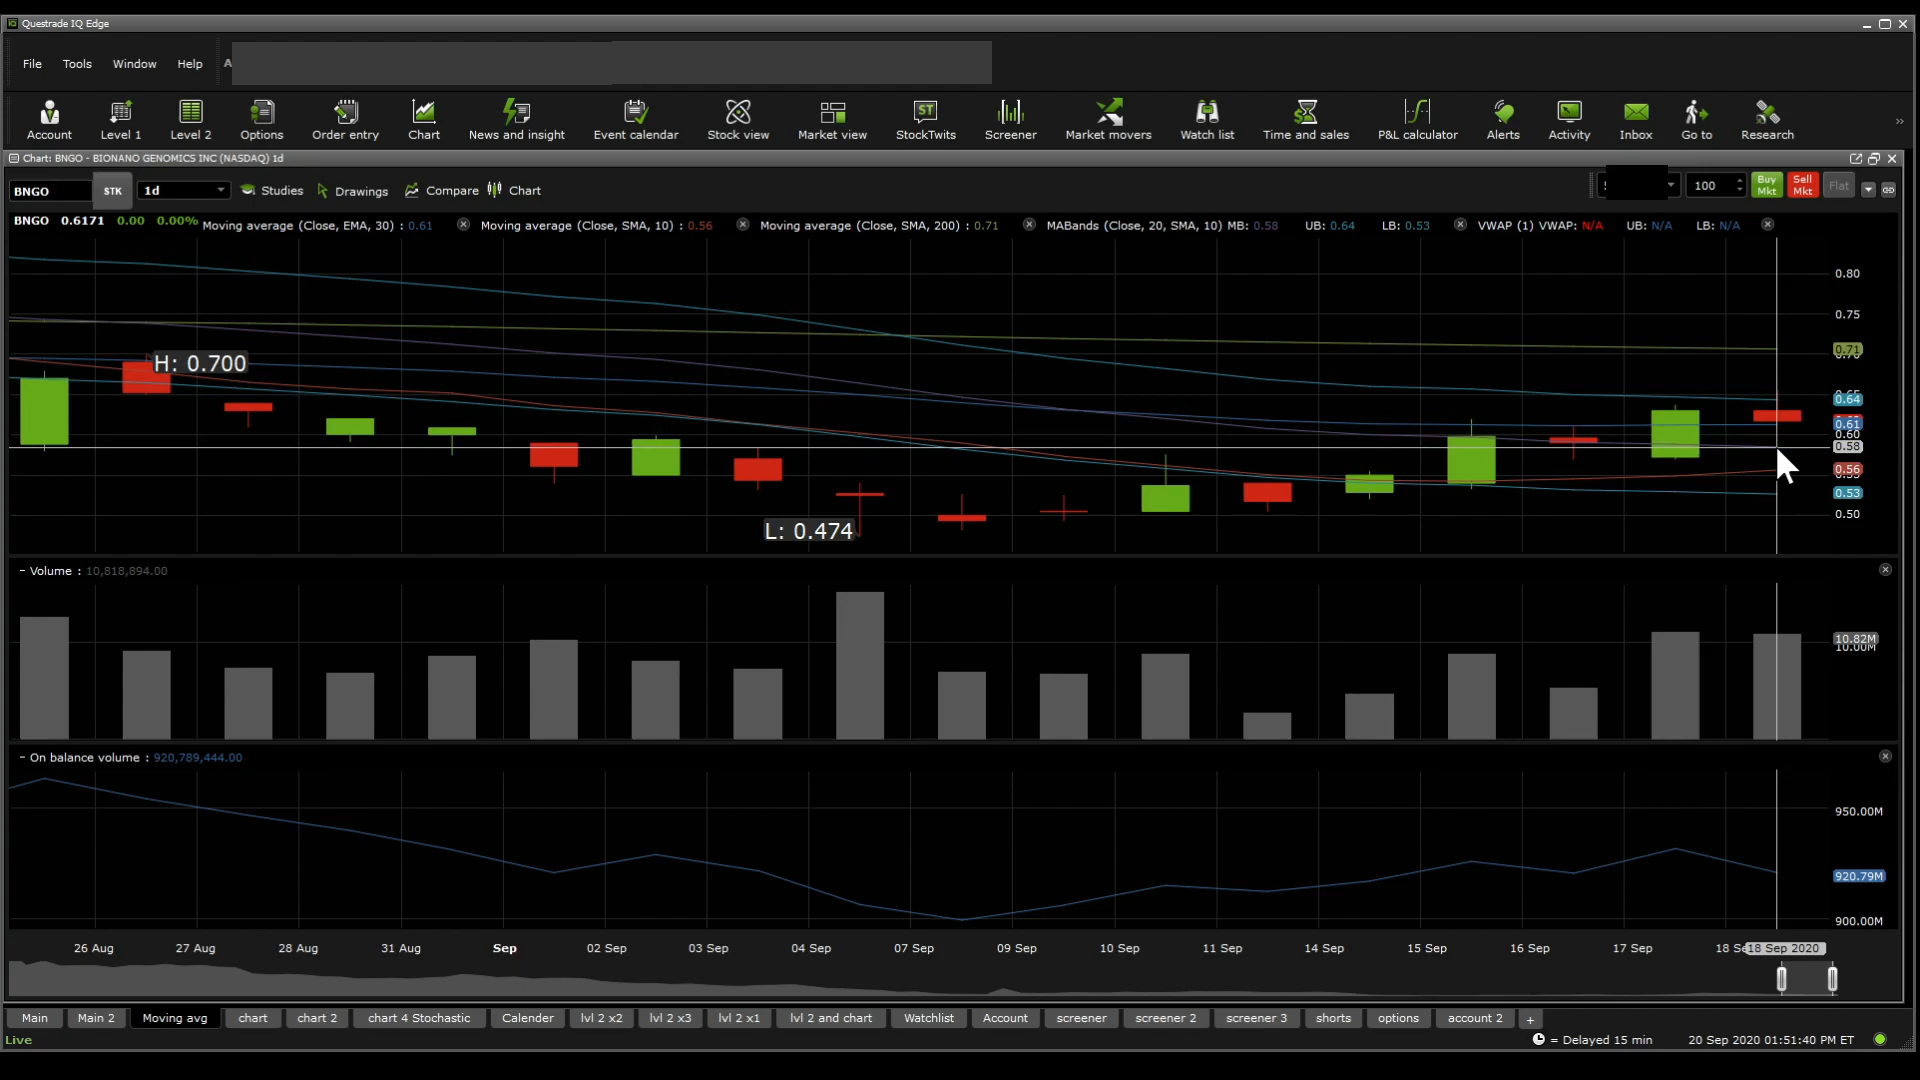 Questrade IQ Edge
File Tools Window Help A
Account Level 1 Level 2 Options Order entry Chart News and insight Event calendar Stock view Market view StockTwits Screener Market movers Watch list Time and sales P&L calculator Alerts Activity Inbox Go to Research »
Chart: BNGO - BIONANO GENOMICS INC (NASDAQ) 1d
BNGO STK 1d Studies Drawings Compare Chart 100 Buy Mkt Sell Mkt Flat
BNGO 0.6171 0.00 0.00% Moving average (Close, EMA, 30) : 0.61 Moving average (Close, SMA, 10) : 0.56 Moving average (Close, SMA, 200) : 0.71 MABands (Close, 20, SMA, 10) MB: 0.58 UB: 0.64 LB: 0.53 VWAP (1) VWAP: N/A UB: N/A LB: N/A
0.80
0.75
0.71
0.70
H: 0.700
0.65
0.64
0.61
0.60
0.58
0.56
0.55
0.53
0.50
L: 0.474
- Volume : 10,818,894.00
10.82M
10.00M
- On balance volume : 920,789,444.00
950.00M
920.79M
900.00M
26 Aug 27 Aug 28 Aug 31 Aug Sep 02 Sep 03 Sep 04 Sep 07 Sep 09 Sep 10 Sep 11 Sep 14 Sep 15 Sep 16 Sep 17 Sep 18 Se 18 Sep 2020
Main Main 2 Moving avg chart chart 2 chart 4 Stochastic Calender lvl 2 x2 lvl 2 x3 lvl 2 x1 lvl 2 and chart Watchlist Account screener screener 2 screener 3 shorts options account 2 +
Live = Delayed 15 min 20 Sep 2020 01:51:40 PM ET